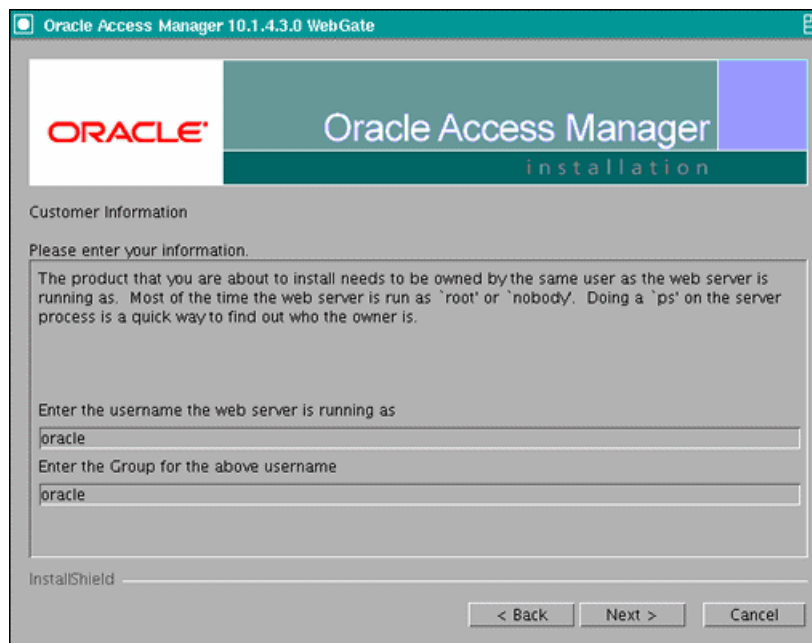 Oracle Access Manager 10.1.4.3.0 WebGate
ORACLE®
Oracle Access Manager
installation
Customer Information
Please enter your information.
The product that you are about to install needs to be owned by the same user as the web server is
running as.  Most of the time the web server is run as `root' or `nobody'.  Doing a `ps' on the server
process is a quick way to find out who the owner is.
Enter the username the web server is running as
oracle
Enter the Group for the above username
oracle
InstallShield
< Back
Next >
Cancel